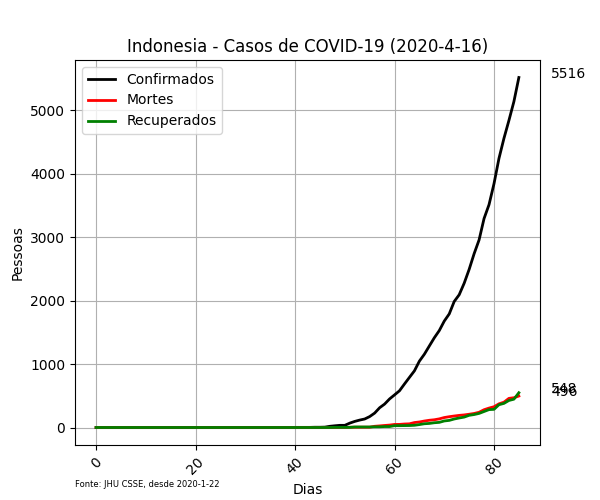 Indonesia - Casos de COVID-19 (2020-4-16)
Confirmados
Mortes
Recuperados
5516
5000
4000
3000
2000
1000
0
548
496
Pessoas
0
20
40
60
80
Dias
Fonte: JHU CSSE, desde 2020-1-22